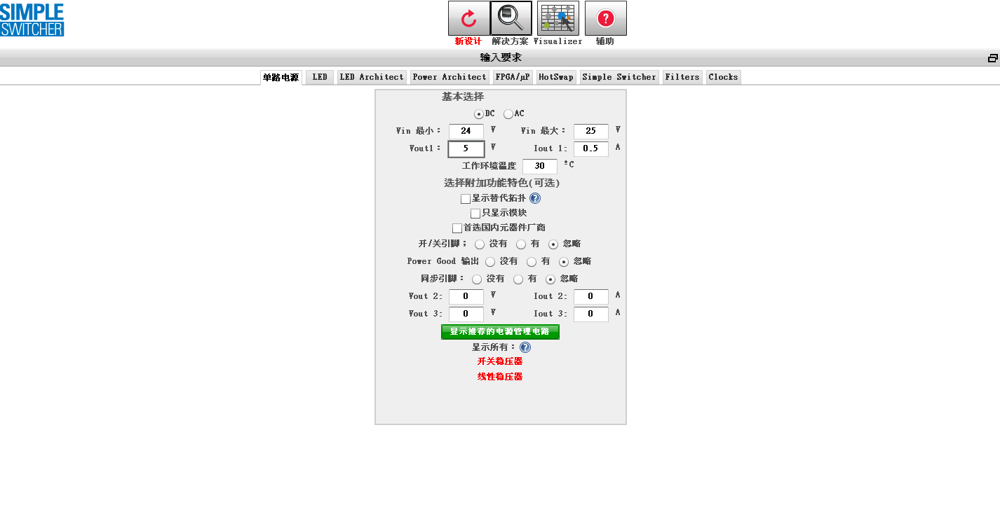 SIMPLE
SWITCHER
新设计 解决方案 Visualizer 辅助
输入要求
单路电源 LED LED Architect Power Architect FPGA/μP HotSwap Simple Switcher Filters Clocks
基本选择
DC AC
Vin 最小: 24 V Vin 最大: 25 V
Vout1: 5 V Iout 1: 0.5 A
工作环境温度 30 °C
选择附加功能特色(可选)
显示替代拓扑 ?
只显示模块
首选国内元器件厂商
开/关引脚; 没有 有 忽略
Power Good 输出 没有 有 忽略
同步引脚: 没有 有 忽略
Vout 2: 0 V Iout 2: 0 A
Vout 3: 0 V Iout 3: 0 A
显示推荐的电源管理电路
显示所有: ?
开关稳压器
线性稳压器